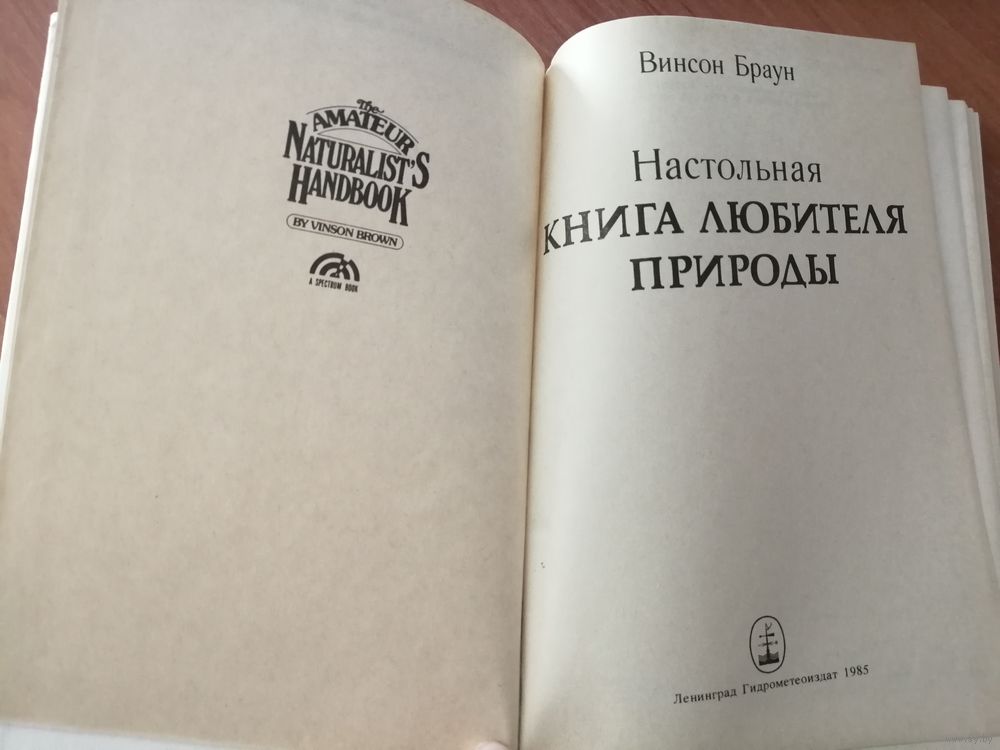 The
AMATEUR
NATURALIST'S
HANDBOOK
BY VINSON BROWN
A SPECTRUM BOOK
Винсон Браун
Настольная
КНИГА ЛЮБИТЕЛЯ
ПРИРОДЫ
Ленинград Гидрометеоиздат 1985